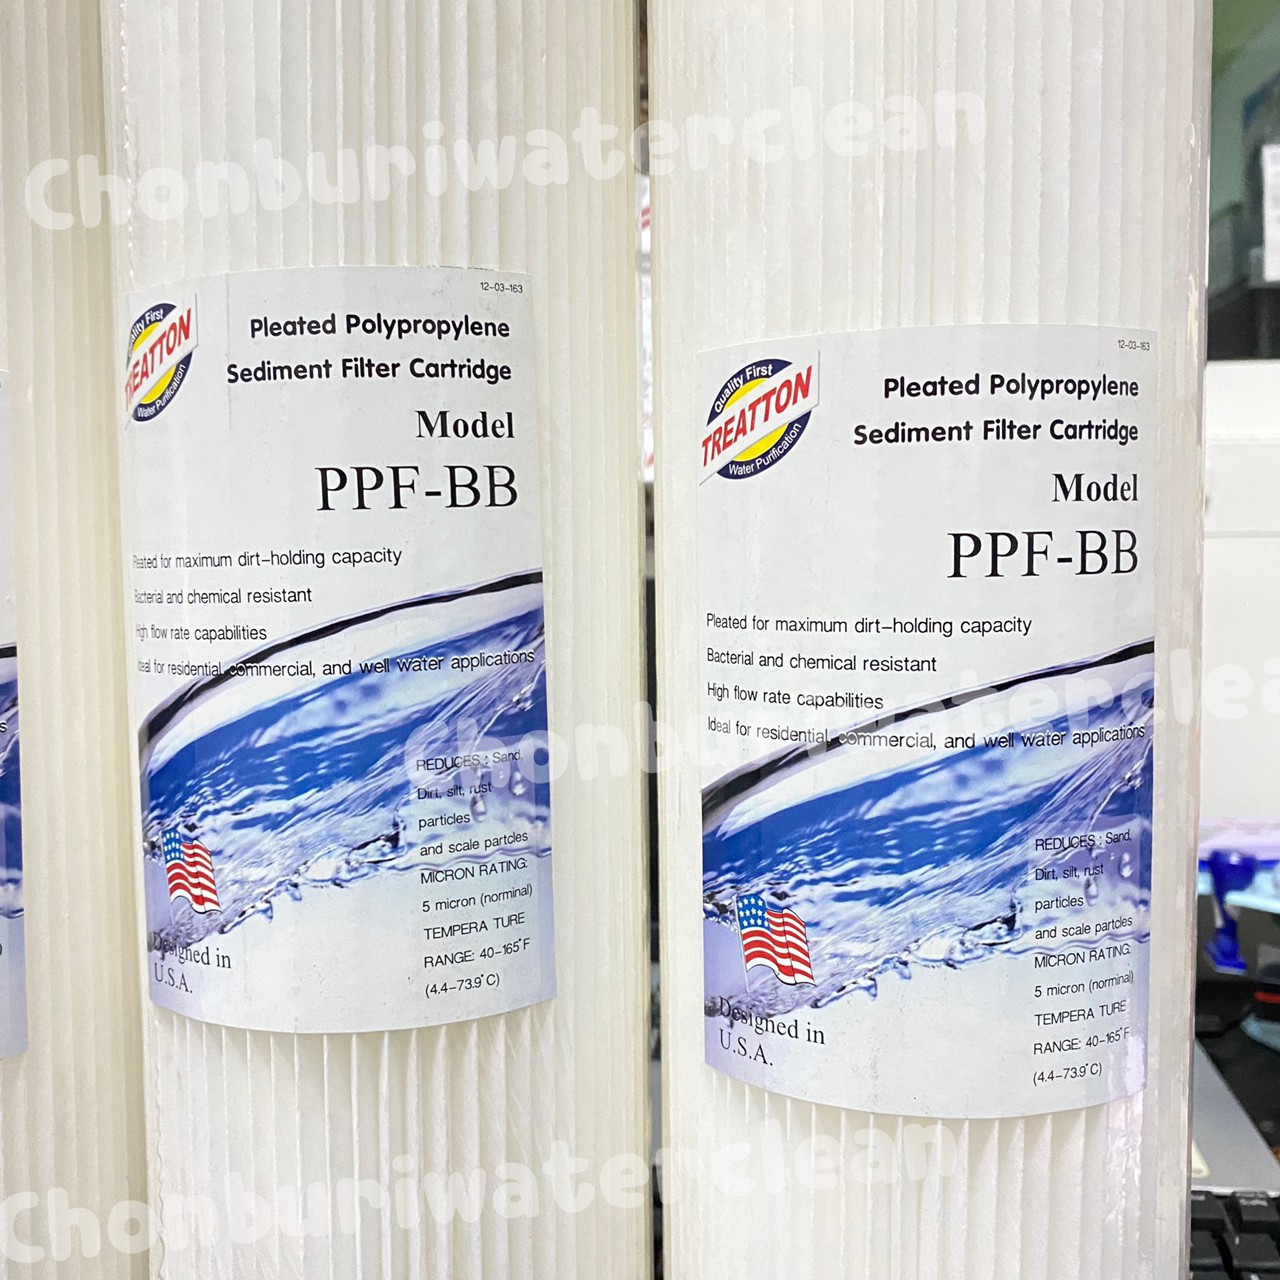 Chonburiwaterclean
12-03-163
Quality First
TREATTON
Water Purification
Pleated Polypropylene
Sediment Filter Cartridge
Model
PPF-BB
Pleated for maximum dirt-holding capacity
Bacterial and chemical resistant
High flow rate capabilities
Ideal for residential, commercial, and well water applications
REDUCES : Sand,
Dirt, silt, rust
particles
and scale partcles
MICRON RATING:
5 micron (norminal)
TEMPERA TURE
RANGE: 40-165°F
(4.4-73.9°C)
Designed in
U.S.A.
12-03-163
Quality First
TREATTON
Water Purification
Pleated Polypropylene
Sediment Filter Cartridge
Model
PPF-BB
Pleated for maximum dirt-holding capacity
Bacterial and chemical resistant
High flow rate capabilities
Ideal for residential, commercial, and well water applications
REDUCES : Sand,
Dirt, silt, rust
particles
and scale partcles
MICRON RATING:
5 micron (norminal)
TEMPERA TURE
RANGE: 40-165°F
(4.4-73.9°C)
Designed in
U.S.A.
Chonburiwaterclean
Chonburiwaterclean